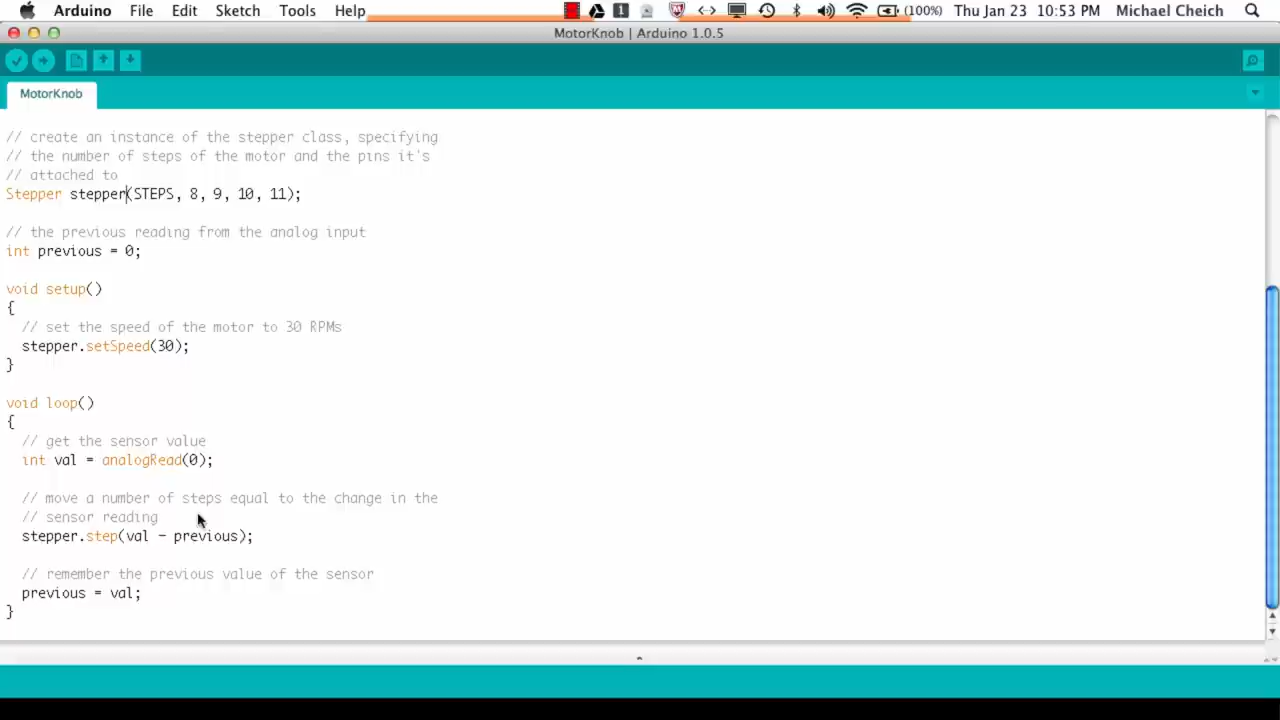 Arduino File Edit Sketch Tools Help 1 (100%) Thu Jan 23 10:53 PM Michael Cheich
MotorKnob | Arduino 1.0.5
MotorKnob
// create an instance of the stepper class, specifying
// the number of steps of the motor and the pins it's
// attached to
Stepper stepper(STEPS, 8, 9, 10, 11);
// the previous reading from the analog input
int previous = 0;
void setup()
{
// set the speed of the motor to 30 RPMs
stepper.setSpeed(30);
}
void loop()
{
// get the sensor value
int val = analogRead(0);
// move a number of steps equal to the change in the
// sensor reading
stepper.step(val - previous);
// remember the previous value of the sensor
previous = val;
}